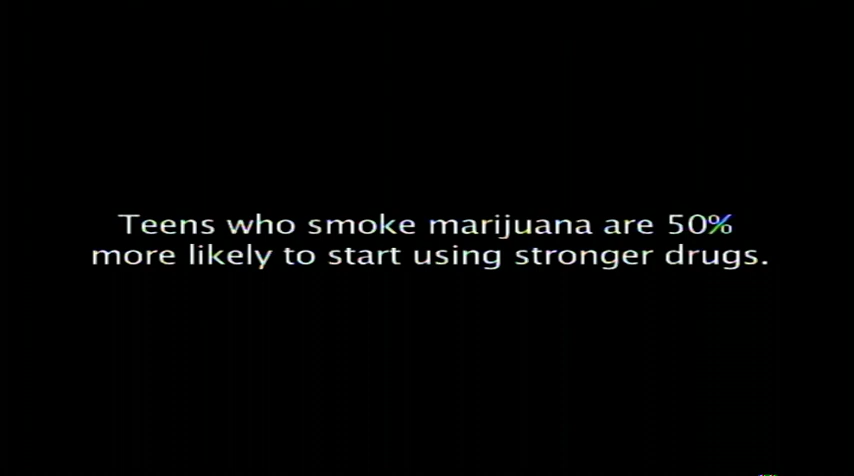 Teens who smoke marijuana are 50%
more likely to start using stronger drugs.